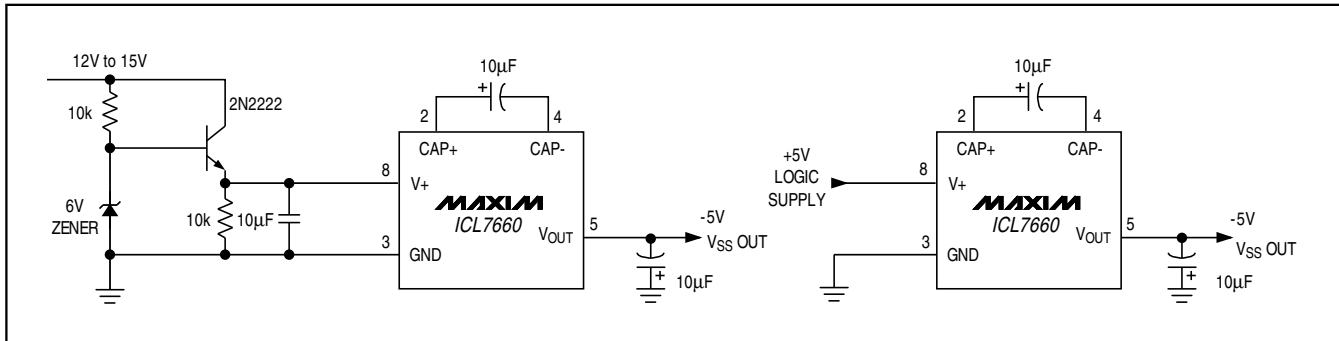 12V to 15V
10k
2N2222
6V
ZENER
10k
10µF
10µF
2
4
CAP+
CAP-
8
V+
MAXIM
ICL7660
VOUT
5
3
GND
-5V
VSS OUT
10µF
+5V
LOGIC
SUPPLY
10µF
2
4
CAP+
CAP-
8
V+
MAXIM
ICL7660
VOUT
5
3
GND
-5V
VSS OUT
10µF